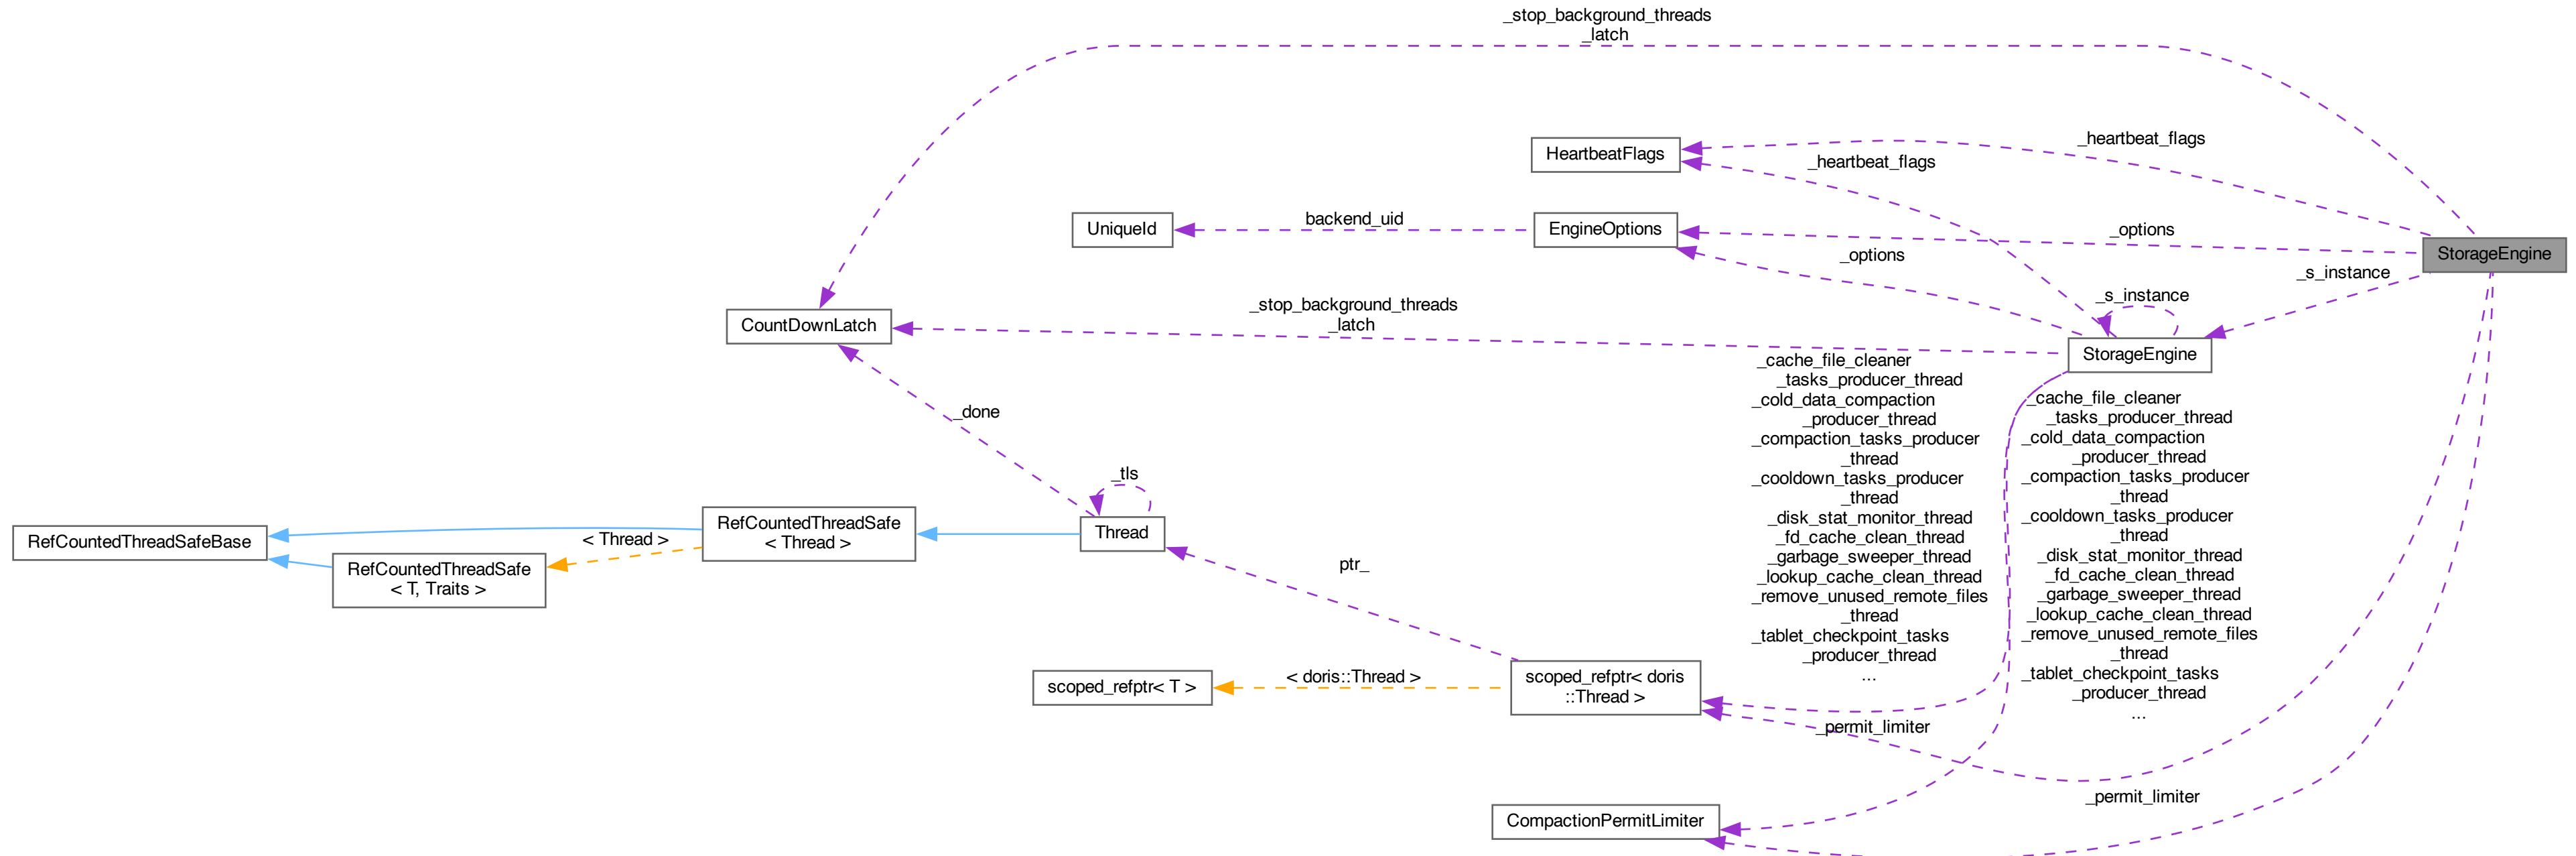 _stop_background_threads
_latch
_heartbeat_flags
HeartbeatFlags
_heartbeat_flags
backend_uid
UniqueId
EngineOptions
_options
StorageEngine
_options
_s_instance
_s_instance
_stop_background_threads
_latch
CountDownLatch
StorageEngine
_cache_file_cleaner
_tasks_producer_thread
_cold_data_compaction
_producer_thread
_compaction_tasks_producer
_thread
_cooldown_tasks_producer
_thread
_disk_stat_monitor_thread
_fd_cache_clean_thread
_garbage_sweeper_thread
_lookup_cache_clean_thread
_remove_unused_remote_files
_thread
_tablet_checkpoint_tasks
_producer_thread
...
_cache_file_cleaner
_tasks_producer_thread
_cold_data_compaction
_producer_thread
_compaction_tasks_producer
_thread
_cooldown_tasks_producer
_thread
_disk_stat_monitor_thread
_fd_cache_clean_thread
_garbage_sweeper_thread
_lookup_cache_clean_thread
_remove_unused_remote_files
_thread
_tablet_checkpoint_tasks
_producer_thread
...
_done
_tls
RefCountedThreadSafe
< Thread >
Thread
RefCountedThreadSafeBase
< Thread >
RefCountedThreadSafe
< T, Traits >
ptr_
scoped_refptr< T >
< doris::Thread >
scoped_refptr< doris
::Thread >
_permit_limiter
_permit_limiter
CompactionPermitLimiter